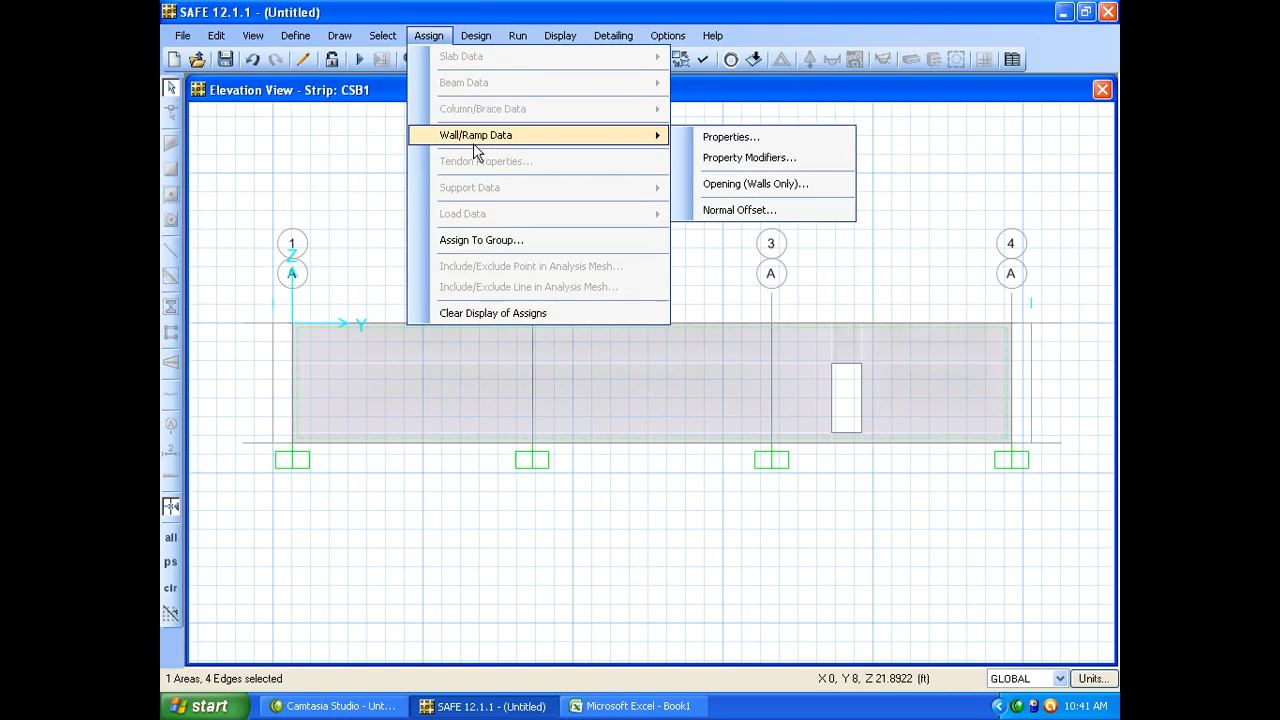 SAFE 12.1.1 - (Untitled)
File Edit View Define Draw Select Assign Design Run Display Detailing Options Help
Elevation View - Strip: CSB1
Slab Data
Beam Data
Column/Brace Data
Wall/Ramp Data
Tendon Properties...
Support Data
Load Data
Assign To Group...
Include/Exclude Point in Analysis Mesh...
Include/Exclude Line in Analysis Mesh...
Clear Display of Assigns
Properties...
Property Modifiers...
Opening (Walls Only)...
Normal Offset...
1 3 4
Z
A A A
Y
all
ps
clr
1 Areas, 4 Edges selected
X 0, Y 8, Z 21.8922 (ft)
GLOBAL
Units...
start
Camtasia Studio - Unt...
SAFE 12.1.1 - (Untitled)
Microsoft Excel - Book1
10:41 AM